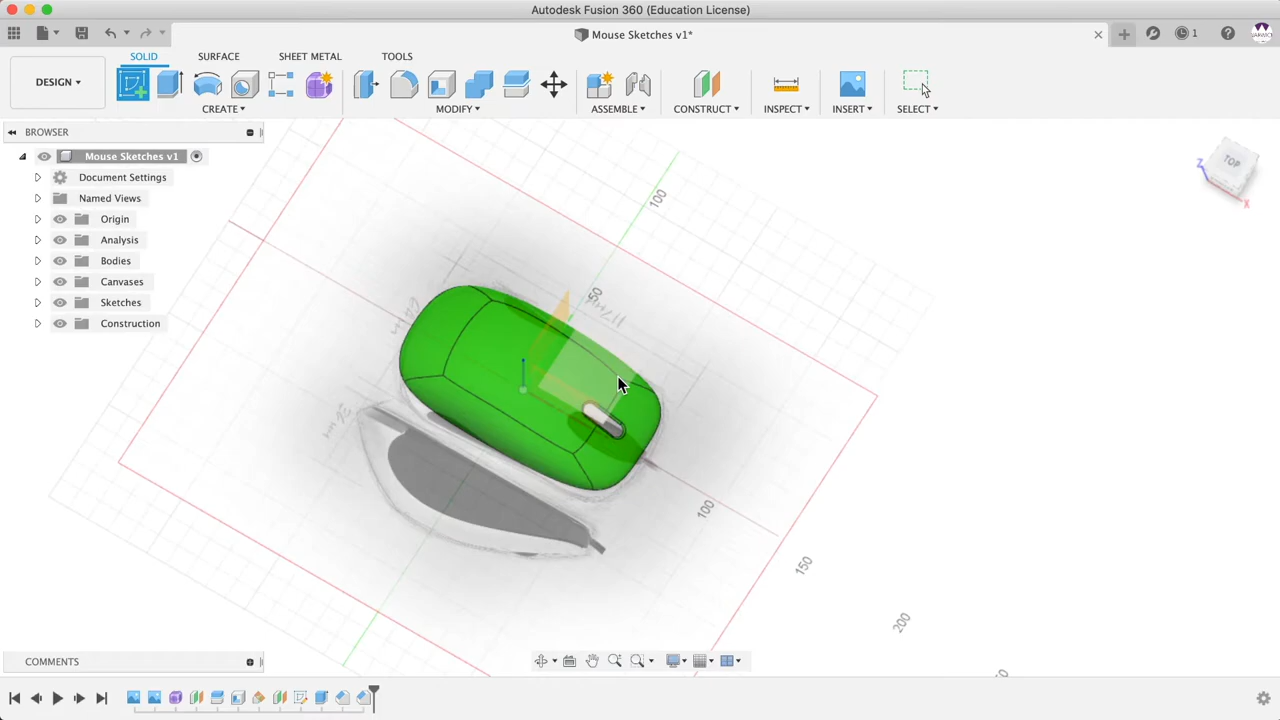 Autodesk Fusion 360 (Education License)
Mouse Sketches v1*
1
SOLID
SURFACE
SHEET METAL
TOOLS
DESIGN
CREATE
MODIFY
ASSEMBLE
CONSTRUCT
INSPECT
INSERT
SELECT
BROWSER
Mouse Sketches v1
Document Settings
Named Views
Origin
Analysis
Bodies
Canvases
Sketches
Construction
TOP
Z
X
100
50
100
150
200
COMMENTS